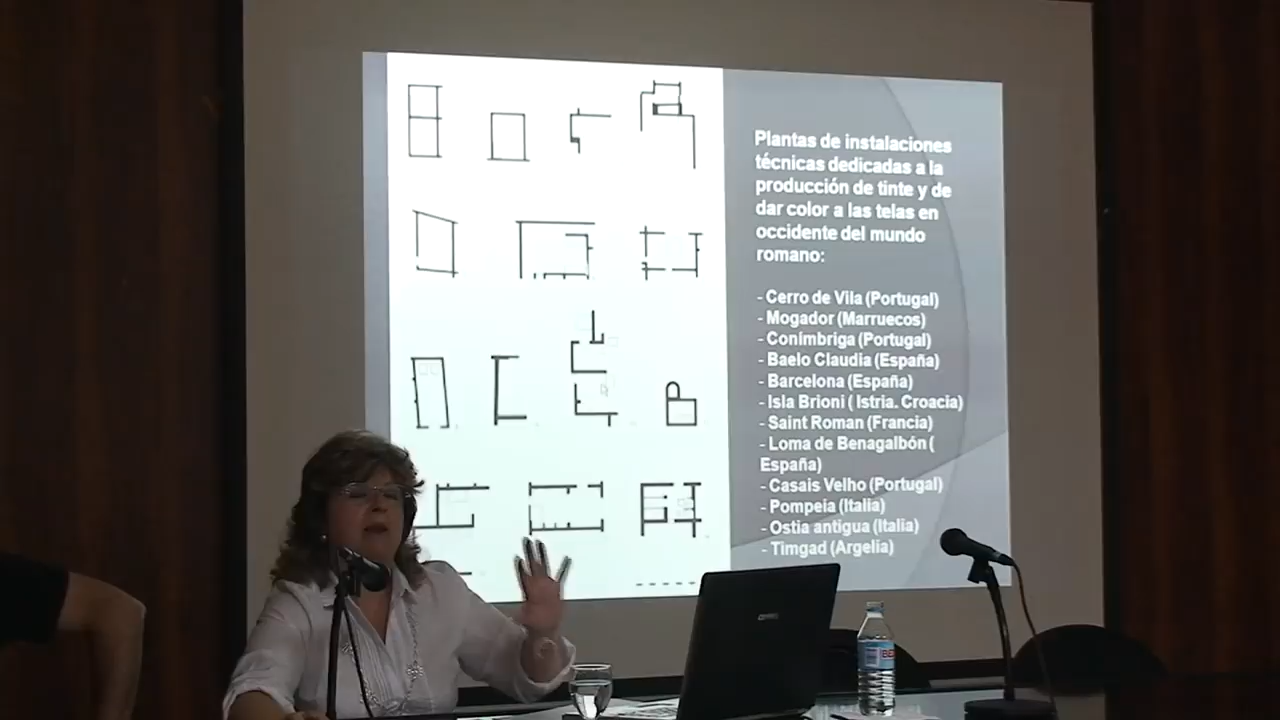 Plantas de instalaciones
técnicas dedicadas a la
producción de tinte y de
dar color a las telas en
occidente del mundo
romano:
- Cerro de Vila (Portugal)
- Mogador (Marruecos)
- Conímbriga (Portugal)
- Baelo Claudia (España)
- Barcelona (España)
- Isla Brioni ( Istria. Croacia)
- Saint Roman (Francia)
- Loma de Benagalbón (
España)
- Casais Velho (Portugal)
- Pompeia (Italia)
- Ostia antigua (Italia)
- Timgad (Argelia)